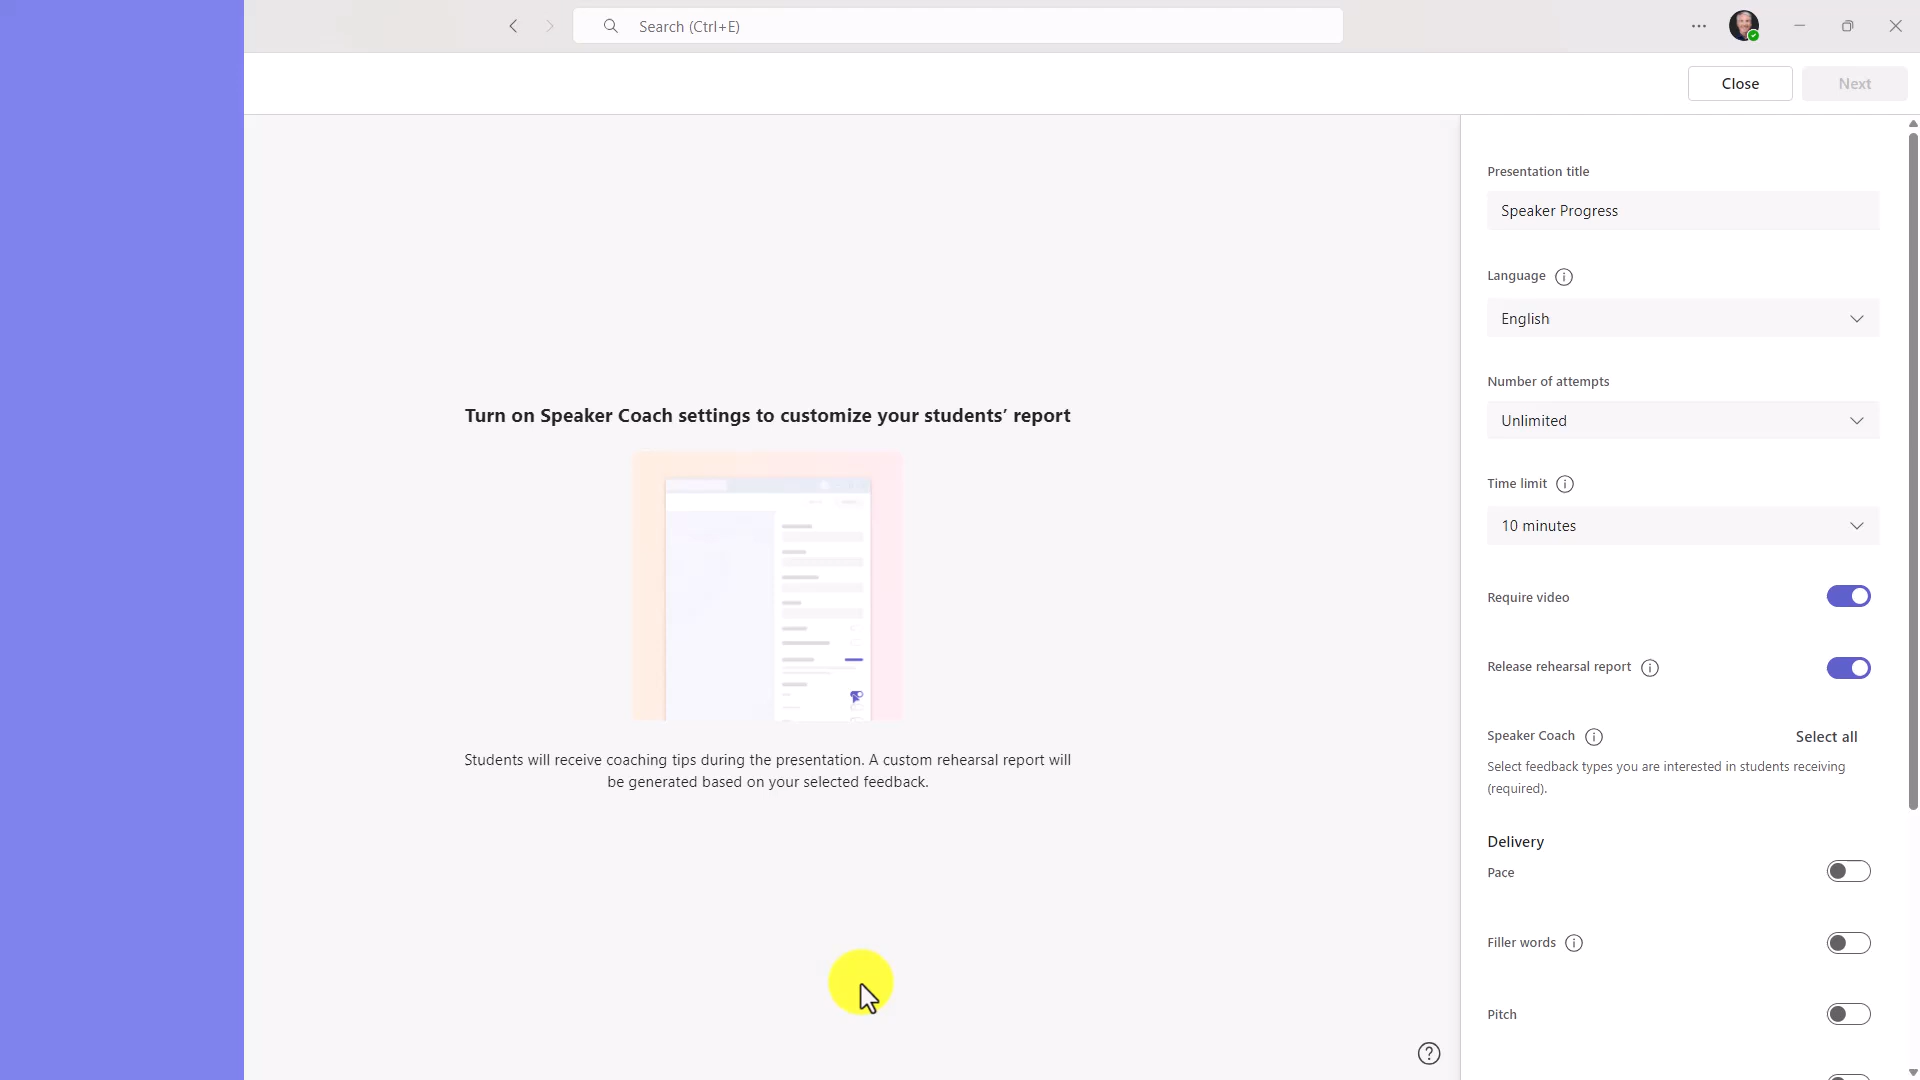 Search (Ctrl+E)
Close
Next
Presentation title
Speaker Progress
Language
English
Number of attempts
Unlimited
Time limit
10 minutes
Require video
Release rehearsal report
Speaker Coach
Select all
Select feedback types you are interested in students receiving
(required).
Delivery
Pace
Filler words
Pitch
Turn on Speaker Coach settings to customize your students’ report
Students will receive coaching tips during the presentation. A custom rehearsal report will
be generated based on your selected feedback.